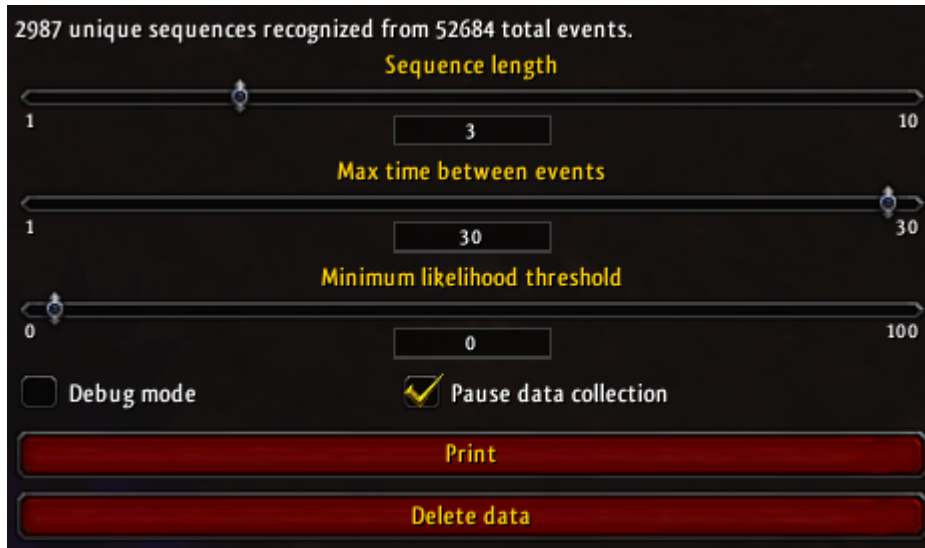 2987 unique sequences recognized from 52684 total events.
Sequence length
1
10
3
Max time between events
1
30
30
Minimum likelihood threshold
0
100
0
Debug mode
Pause data collection
Print
Delete data